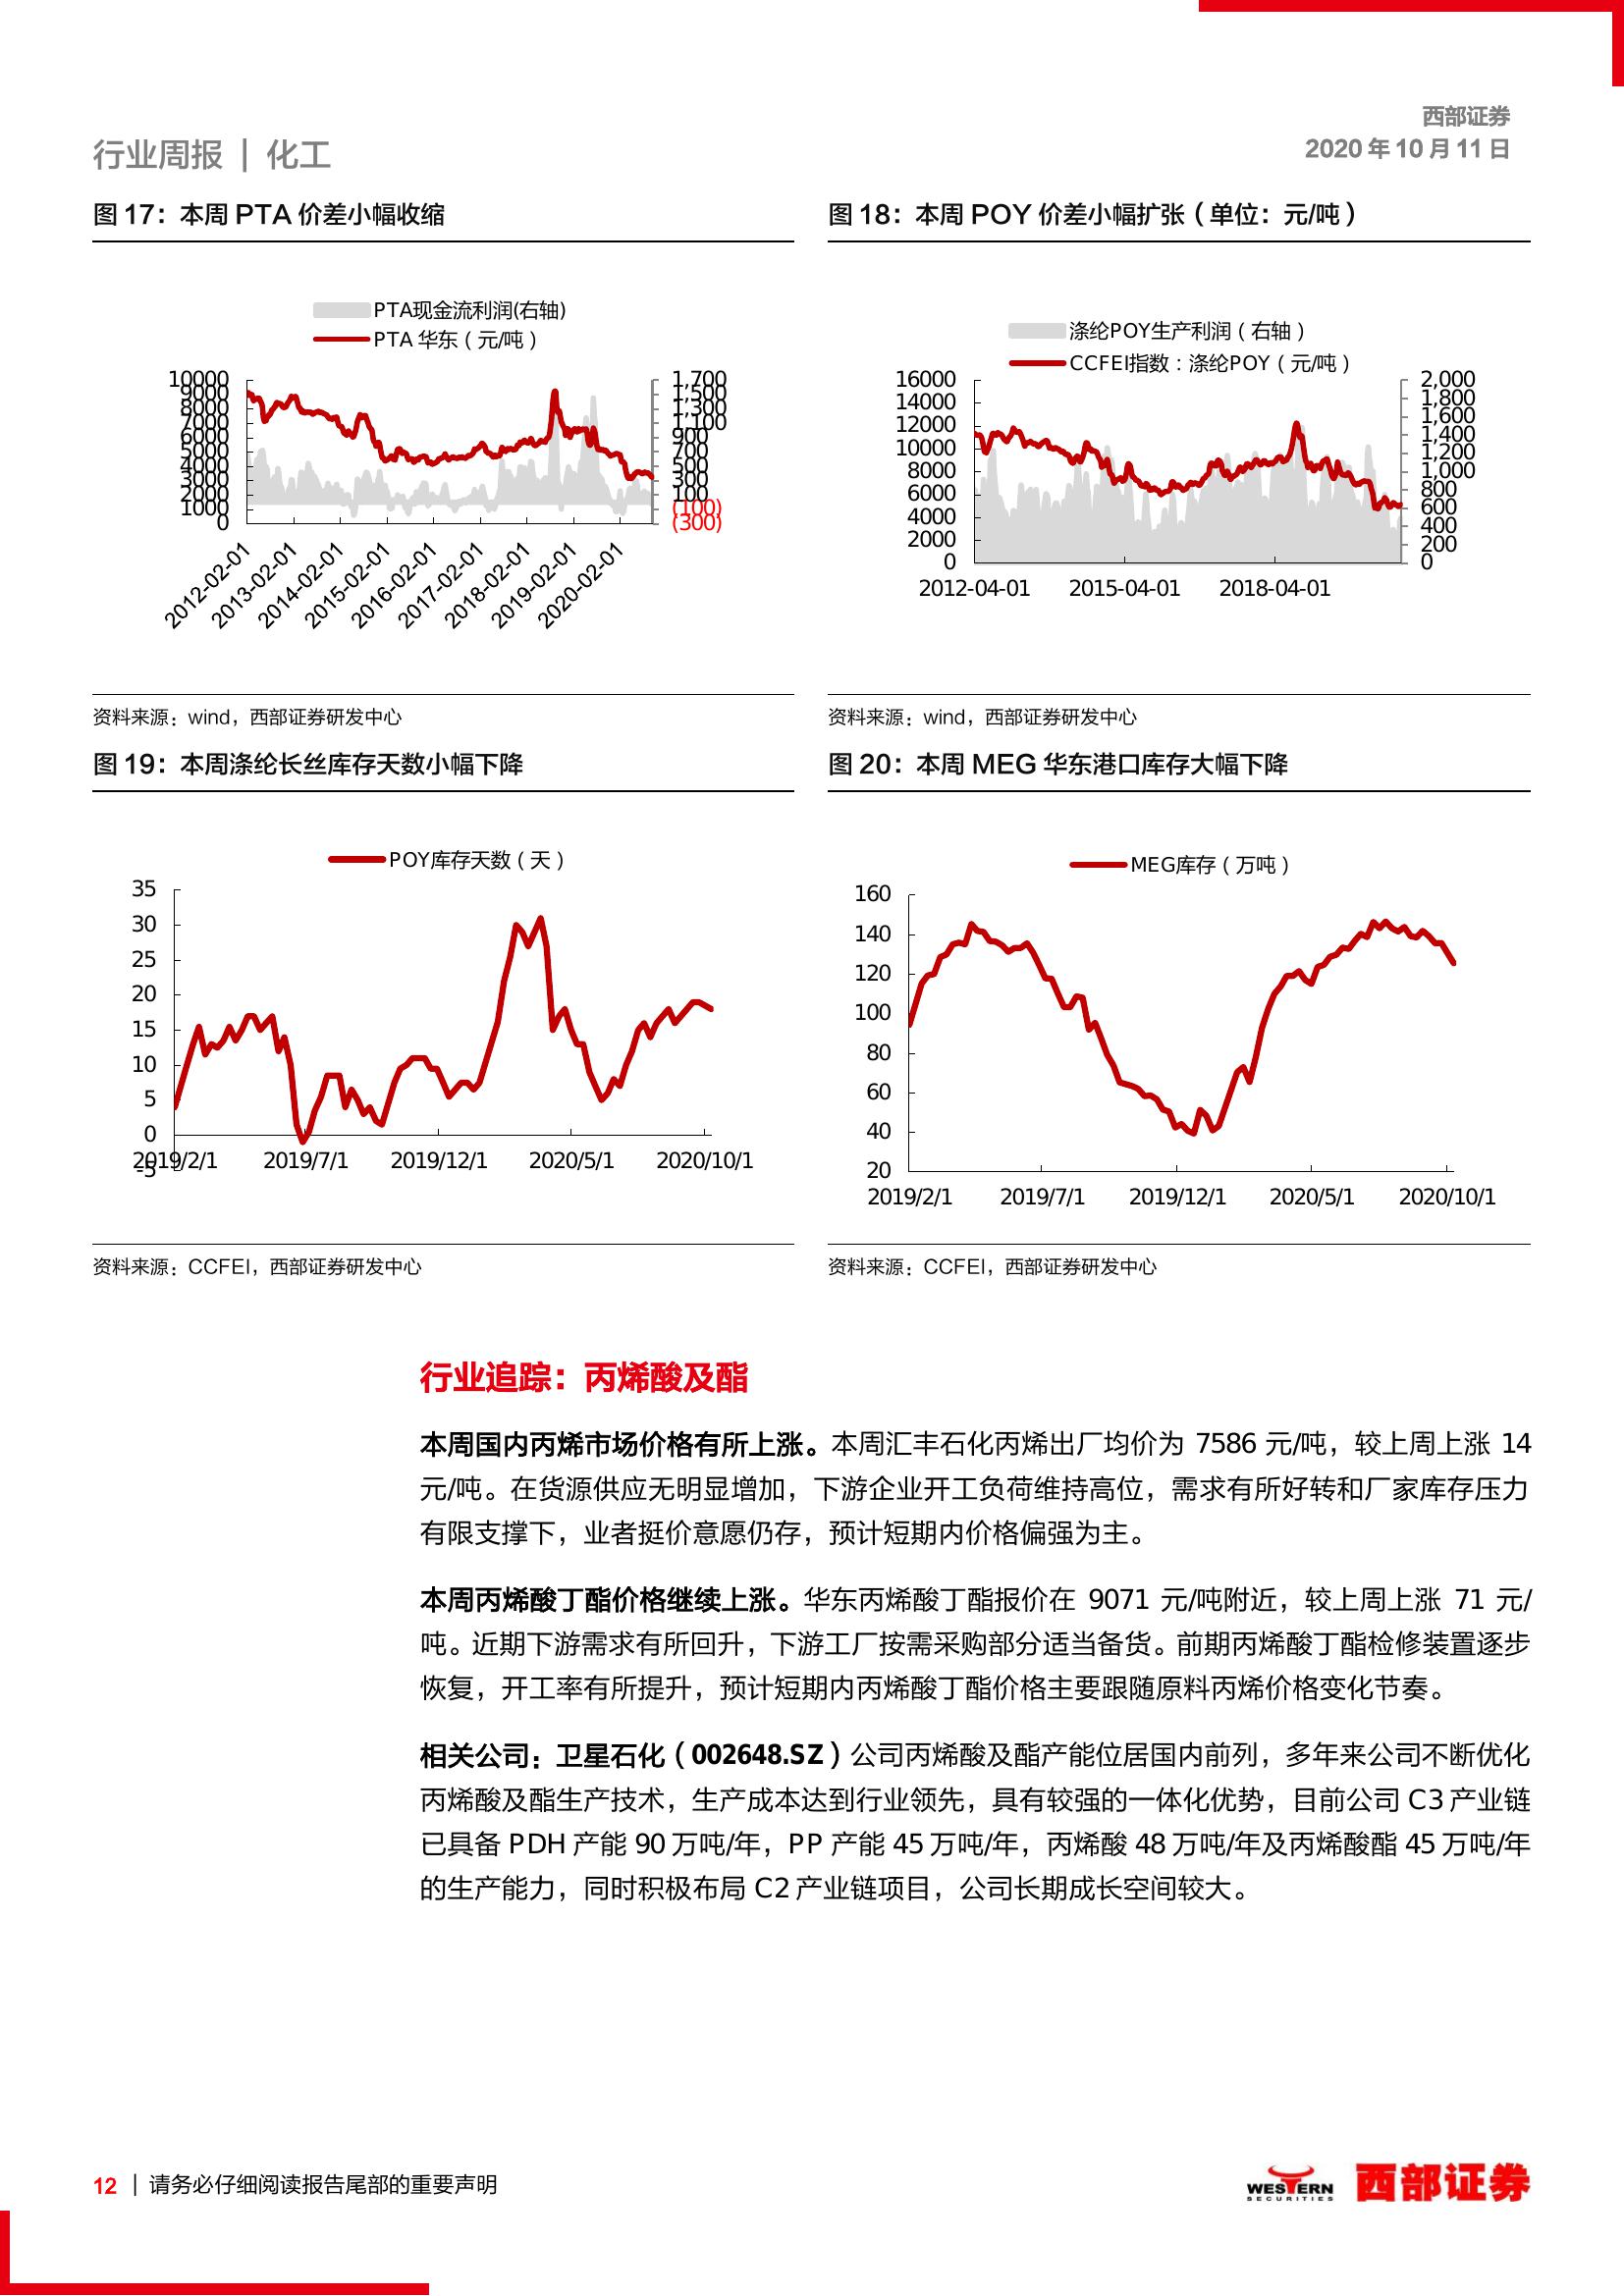 西部证券
2020 年 10 月 11 日
行业周报 | 化工
图 17：本周 PTA 价差小幅收缩
PTA现金流利润(右轴)
PTA 华东（元/吨）
10000
9000
8000
7000
6000
5000
4000
3000
2000
1000
0
1,700
1,500
1,300
1,100
900
700
500
300
100
(100)
(300)
2012-02-01
2013-02-01
2014-02-01
2015-02-01
2016-02-01
2017-02-01
2018-02-01
2019-02-01
2020-02-01
资料来源：wind，西部证券研发中心
图 18：本周 POY 价差小幅扩张（单位：元/吨）
涤纶POY生产利润（右轴）
CCFEI指数：涤纶POY（元/吨）
16000
14000
12000
10000
8000
6000
4000
2000
0
2,000
1,800
1,600
1,400
1,200
1,000
800
600
400
200
0
2012-04-01 2015-04-01 2018-04-01
资料来源：wind，西部证券研发中心
图 19：本周涤纶长丝库存天数小幅下降
POY库存天数（天）
35
30
25
20
15
10
5
0
-5
2019/2/1 2019/7/1 2019/12/1 2020/5/1 2020/10/1
资料来源：CCFEI，西部证券研发中心
图 20：本周 MEG 华东港口库存大幅下降
MEG库存（万吨）
160
140
120
100
80
60
40
20
2019/2/1 2019/7/1 2019/12/1 2020/5/1 2020/10/1
资料来源：CCFEI，西部证券研发中心
行业追踪：丙烯酸及酯
本周国内丙烯市场价格有所上涨。本周汇丰石化丙烯出厂均价为 7586 元/吨，较上周上涨 14
元/吨。在货源供应无明显增加，下游企业开工负荷维持高位，需求有所好转和厂家库存压力
有限支撑下，业者挺价意愿仍存，预计短期内价格偏强为主。
本周丙烯酸丁酯价格继续上涨。华东丙烯酸丁酯报价在 9071 元/吨附近，较上周上涨 71 元/
吨。近期下游需求有所回升，下游工厂按需采购部分适当备货。前期丙烯酸丁酯检修装置逐步
恢复，开工率有所提升，预计短期内丙烯酸丁酯价格主要跟随原料丙烯价格变化节奏。
相关公司：卫星石化（002648.SZ）公司丙烯酸及酯产能位居国内前列，多年来公司不断优化
丙烯酸及酯生产技术，生产成本达到行业领先，具有较强的一体化优势，目前公司 C3 产业链
已具备 PDH 产能 90 万吨/年，PP 产能 45 万吨/年，丙烯酸 48 万吨/年及丙烯酸酯 45 万吨/年
的生产能力，同时积极布局 C2 产业链项目，公司长期成长空间较大。
12 | 请务必仔细阅读报告尾部的重要声明
WESTERN
SECURITIES
西部证券